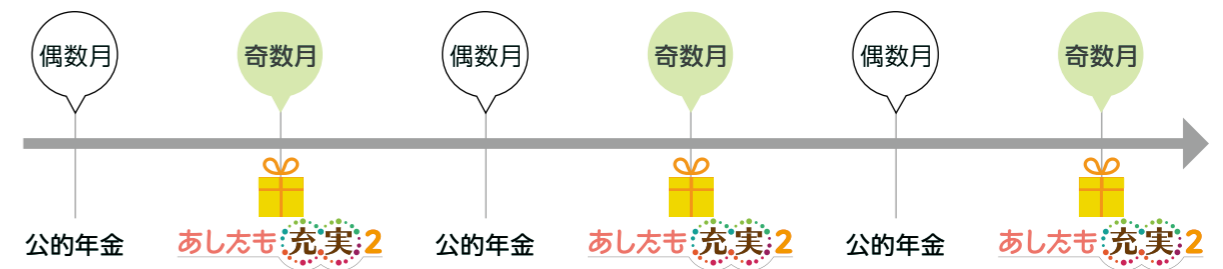 偶数月 奇数月 偶数月 奇数月 偶数月 奇数月
公的年金 あしたも充実2 公的年金 あしたも充実2 公的年金 あしたも充実2